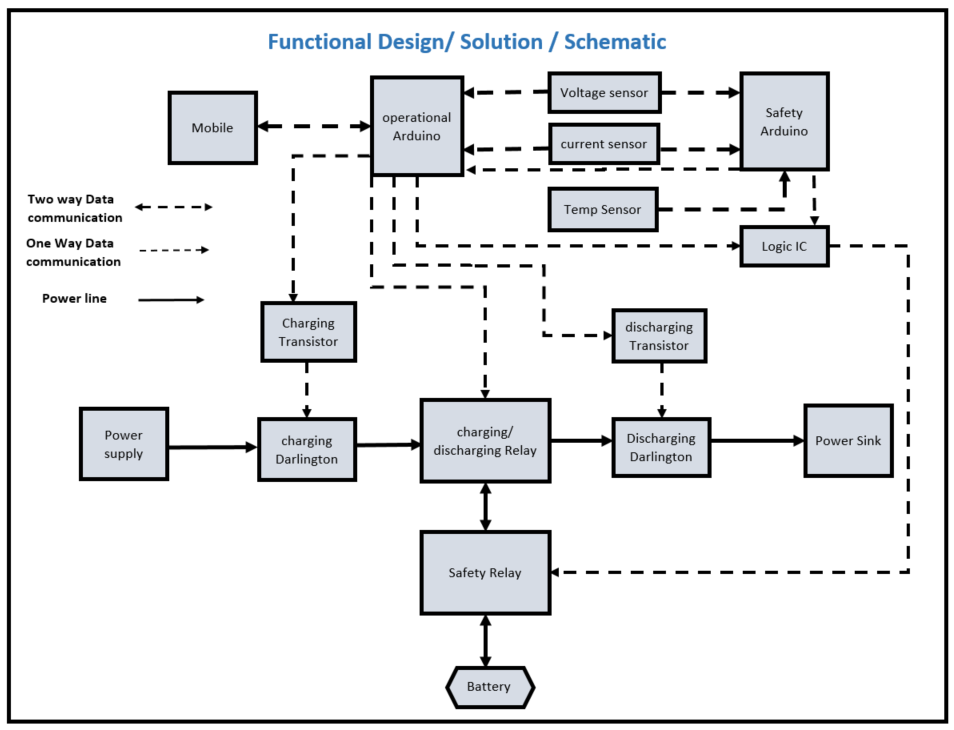 Functional Design/ Solution / Schematic
Mobile
operational
Arduino
Voltage sensor
current sensor
Temp Sensor
Safety
Arduino
Logic IC
Two way Data
communication
One Way Data
communication
Power line
Charging
Transistor
discharging
Transistor
Power
supply
charging
Darlington
charging/
discharging Relay
Discharging
Darlington
Power Sink
Safety Relay
Battery